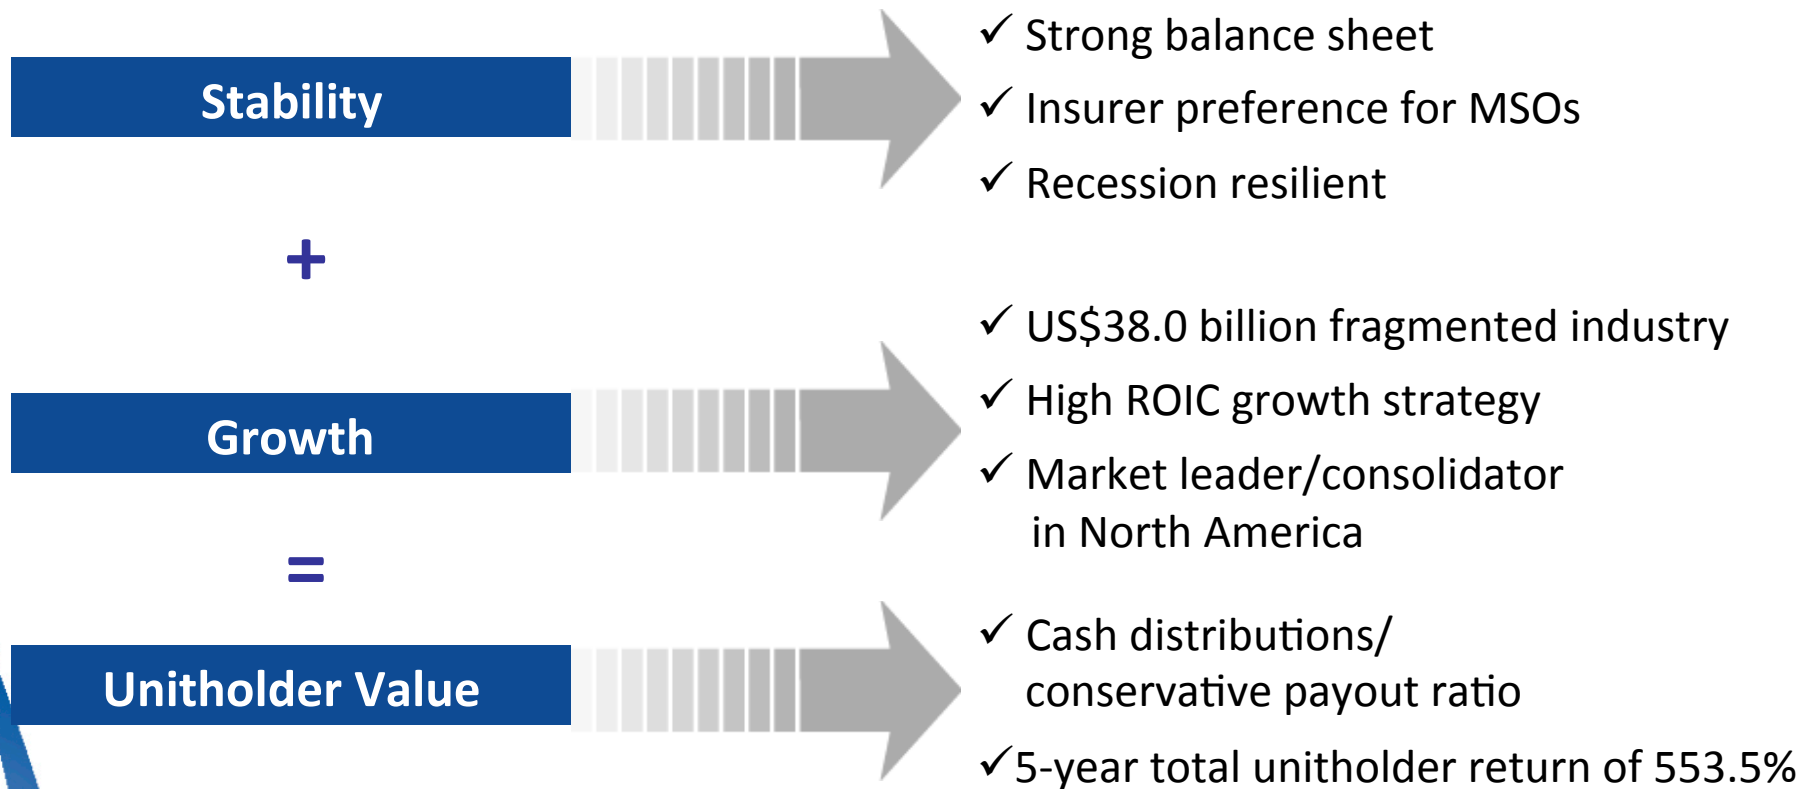 Stability
✓ Strong balance sheet
✓ Insurer preference for MSOs
✓ Recession resilient
+
Growth
✓ US$38.0 billion fragmented industry
✓ High ROIC growth strategy
✓ Market leader/consolidator
in North America
=
Unitholder Value
✓ Cash distributions/
conservative payout ratio
✓5-year total unitholder return of 553.5%